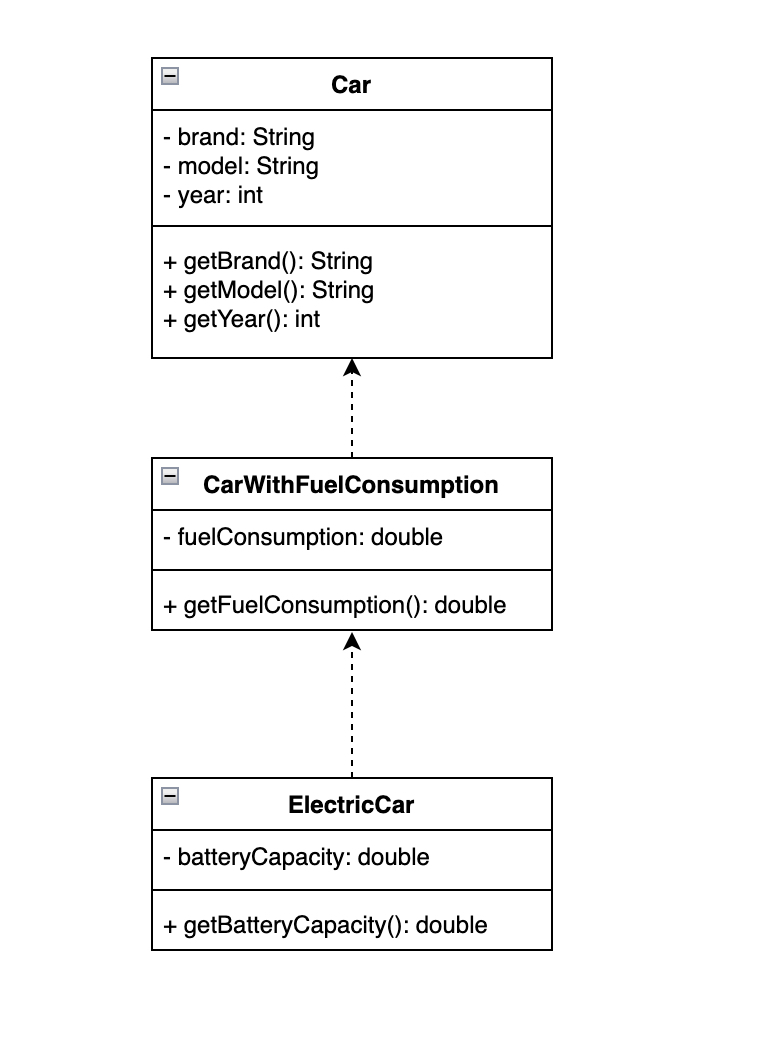 Car
- brand: String
- model: String
- year: int
+ getBrand(): String
+ getModel(): String
+ getYear(): int
CarWithFuelConsumption
- fuelConsumption: double
+ getFuelConsumption(): double
ElectricCar
- batteryCapacity: double
+ getBatteryCapacity(): double